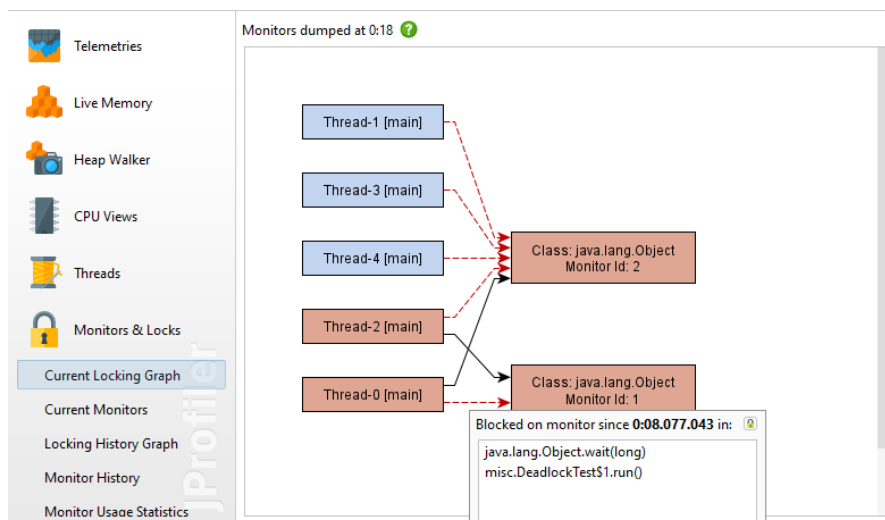 Telemetries
Live Memory
Heap Walker
CPU Views
Threads
Monitors & Locks
Current Locking Graph
Current Monitors
Locking History Graph
Monitor History
Monitor Usage Statistics
JProfiler
Monitors dumped at 0:18
Thread-1 [main]
Thread-3 [main]
Thread-4 [main]
Thread-2 [main]
Thread-0 [main]
Class: java.lang.Object
Monitor Id: 2
Class: java.lang.Object
Monitor Id: 1
Blocked on monitor since 0:08.077.043 in:
java.lang.Object.wait(long)
misc.DeadlockTest$1.run()